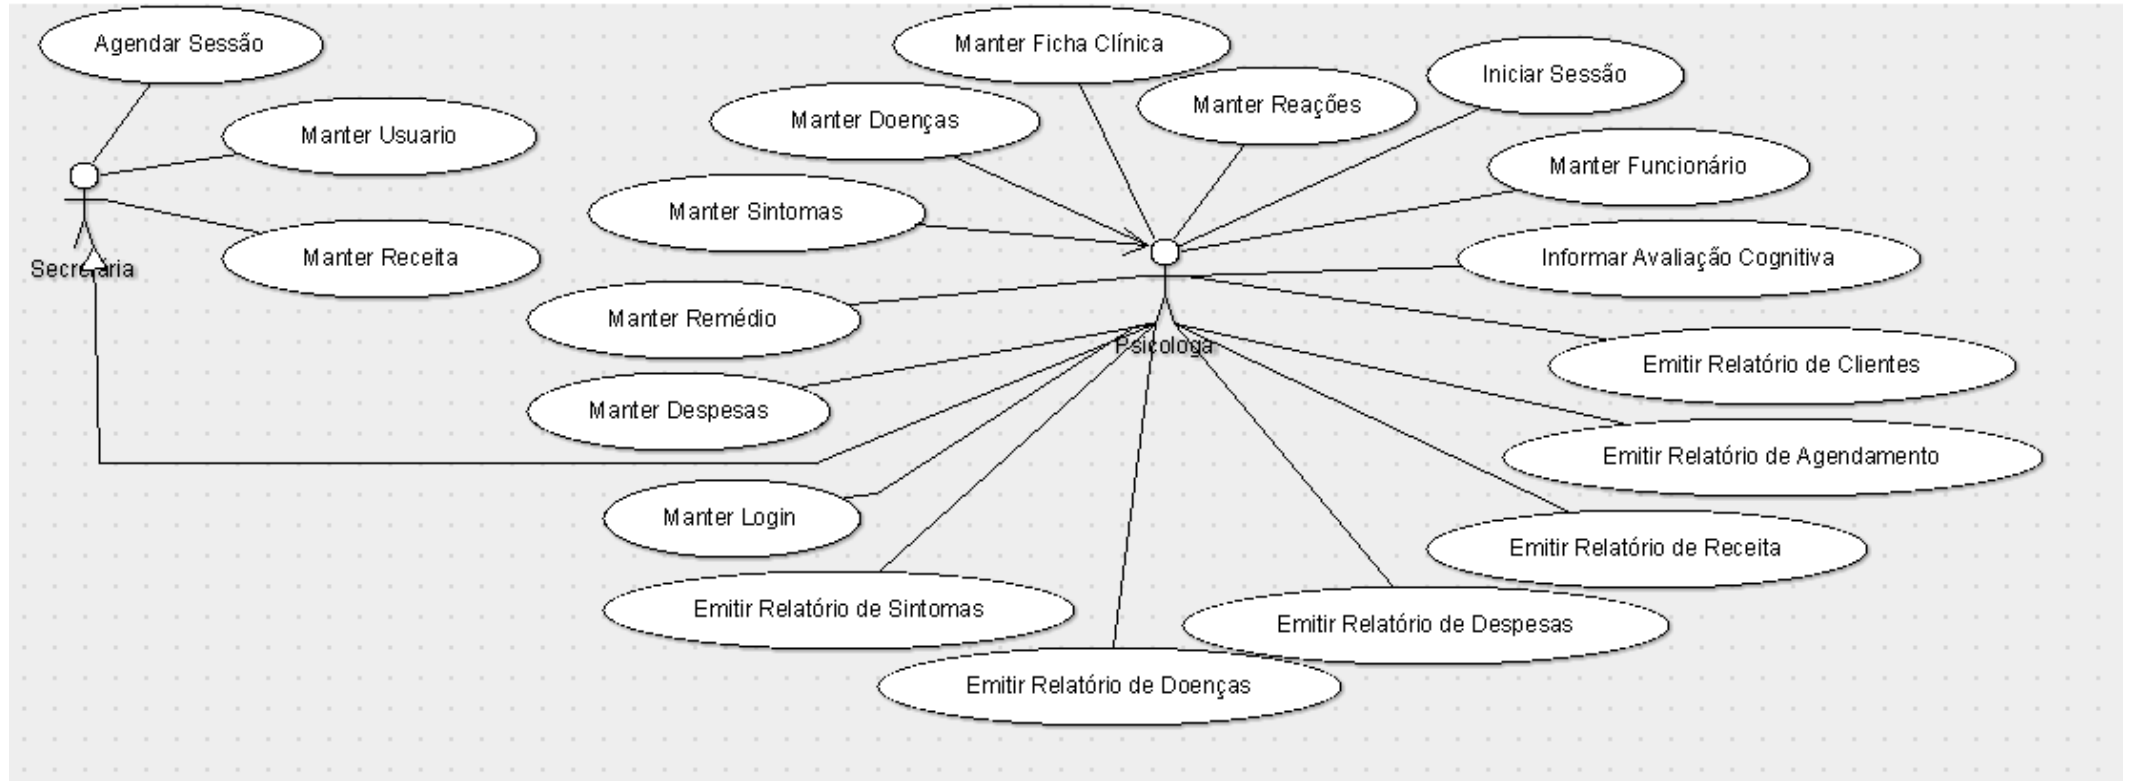 Agendar Sessão
Manter Ficha Clínica
Iniciar Sessão
Manter Reações
Manter Doenças
Manter Usuario
Manter Funcionário
Manter Sintomas
Manter Receita
Informar Avaliação Cognitiva
Secretaria
Manter Remédio
Psicologa
Emitir Relatório de Clientes
Manter Despesas
Emitir Relatório de Agendamento
Manter Login
Emitir Relatório de Receita
Emitir Relatório de Sintomas
Emitir Relatório de Despesas
Emitir Relatório de Doenças